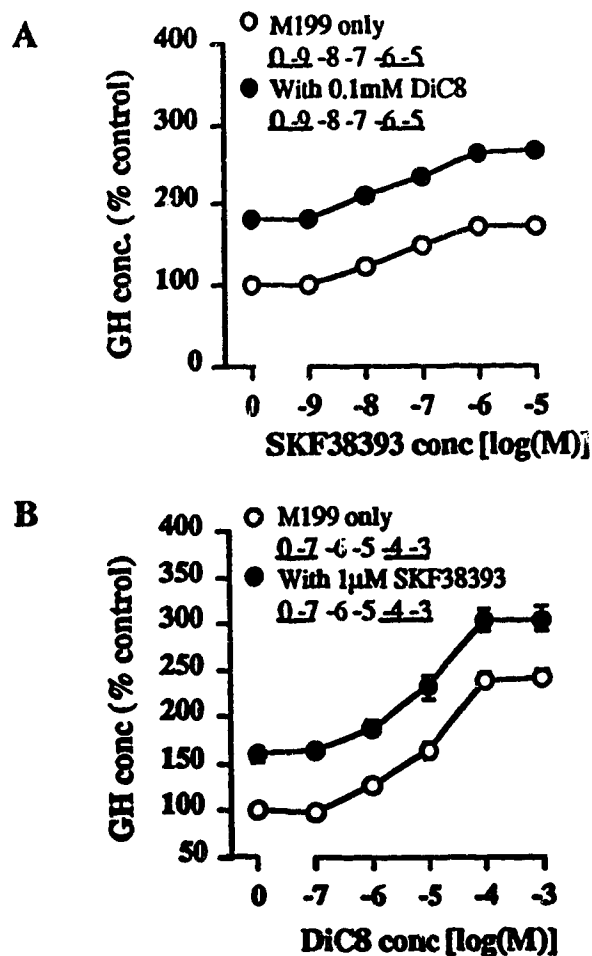 A
M199 only
0 -9 -8 -7 -6 -5
With 0.1mM DiC8
0 -9 -8 -7 -6 -5
GH conc. (% control)
400
300
200
100
0
0 -9 -8 -7 -6 -5
SKF38393 conc [log(M)]
B
M199 only
0 -7 -6 -5 -4 -3
With 1µM SKF38393
0 -7 -6 -5 -4 -3
GH conc (% control)
400
350
300
250
200
150
100
50
0 -7 -6 -5 -4 -3
DiC8 conc [log(M)]